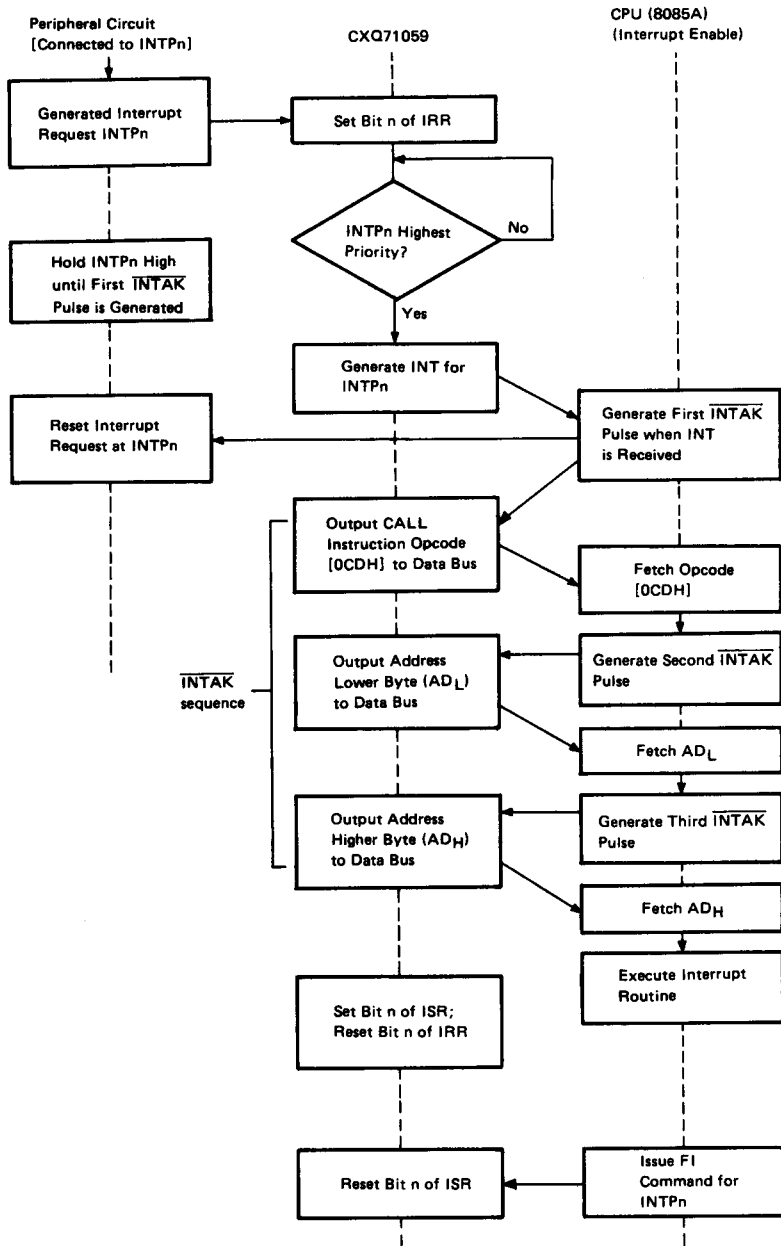 Peripheral Circuit
[Connected to INTPn]
CXQ71059
CPU (8085A)
(Interrupt Enable)
Generated Interrupt
Request INTPn
Set Bit n of IRR
INTPn Highest
Priority?
No
Yes
Hold INTPn High
until First INTAK
Pulse is Generated
Generate INT for
INTPn
Reset Interrupt
Request at INTPn
Generate First INTAK
Pulse when INT
is Received
Output CALL
Instruction Opcode
[0CDH] to Data Bus
Fetch Opcode
[0CDH]
INTAK
sequence
Output Address
Lower Byte (ADL)
to Data Bus
Generate Second INTAK
Pulse
Fetch ADL
Output Address
Higher Byte (ADH)
to Data Bus
Generate Third INTAK
Pulse
Fetch ADH
Execute Interrupt
Routine
Set Bit n of ISR;
Reset Bit n of IRR
Reset Bit n of ISR
Issue FI
Command for
INTPn